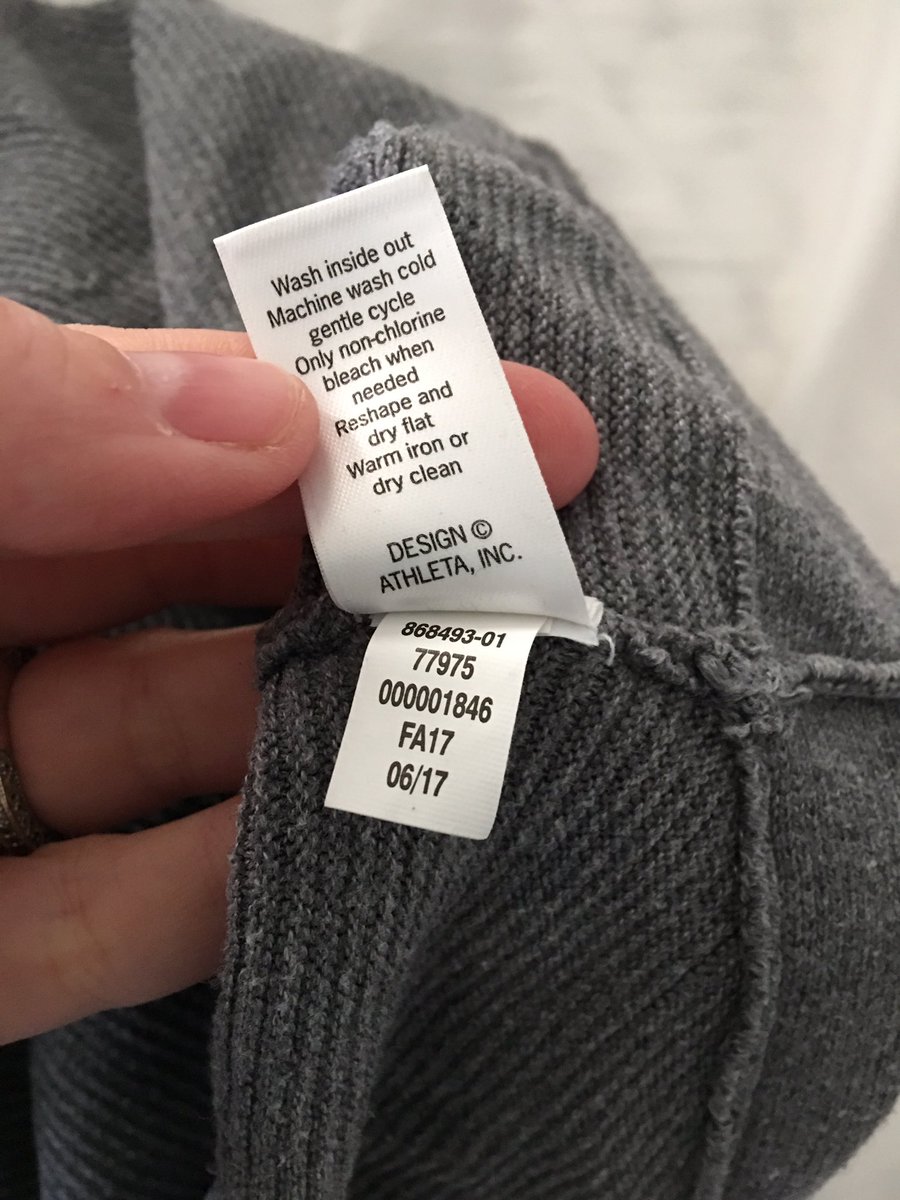 Wash inside out
Machine wash cold
gentle cycle
Only non-chlorine
bleach when
needed
Reshape and
dry flat
Warm iron or
dry clean
DESIGN ©
ATHLETA, INC.
868493-01
77975
000001846
FA17
06/17